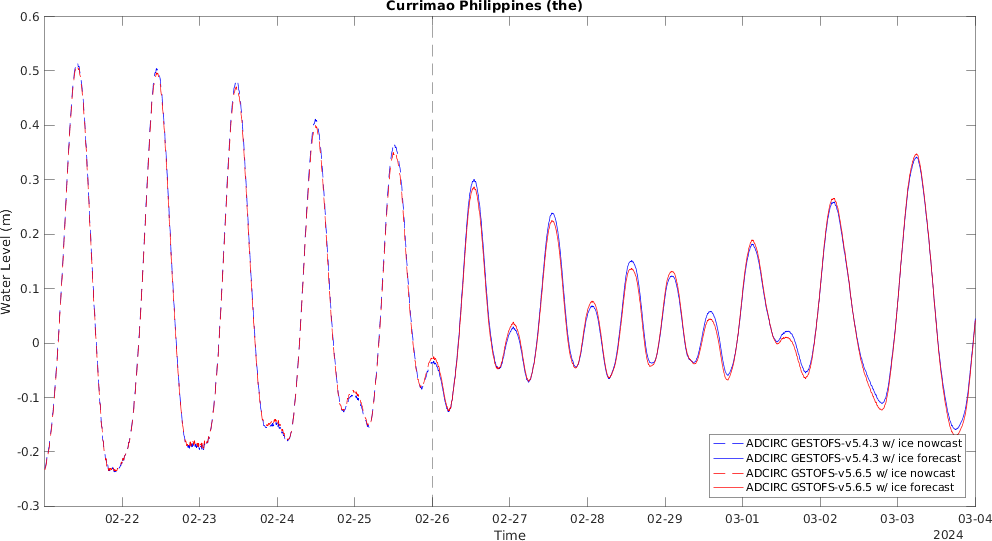 Currimao Philippines (the)
0.6
0.5
0.4
0.3
0.2
0.1
0
-0.1
-0.2
-0.3
Water Level (m)
02-22 02-23 02-24 02-25 02-26 02-27 02-28 02-29 03-01 03-02 03-03 03-04
Time
2024
ADCIRC GESTOFS-v5.4.3 w/ ice nowcast
ADCIRC GESTOFS-v5.4.3 w/ ice forecast
ADCIRC GSTOFS-v5.6.5 w/ ice nowcast
ADCIRC GSTOFS-v5.6.5 w/ ice forecast